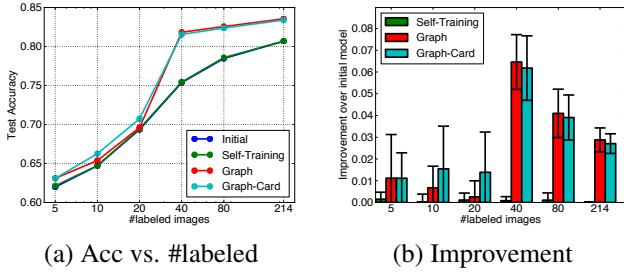 0.85
0.80
0.75
0.70
0.65
0.60
Test Accuracy
5 10 20 40 80 214
#labeled images
Initial
Self-Training
Graph
Graph-Card
(a) Acc vs. #labeled
0.09
0.08
0.07
0.06
0.05
0.04
0.03
0.02
0.01
0.00
Improvement over initial model
5 10 20 40 80 214
#labeled images
Self-Training
Graph
Graph-Card
(b) Improvement